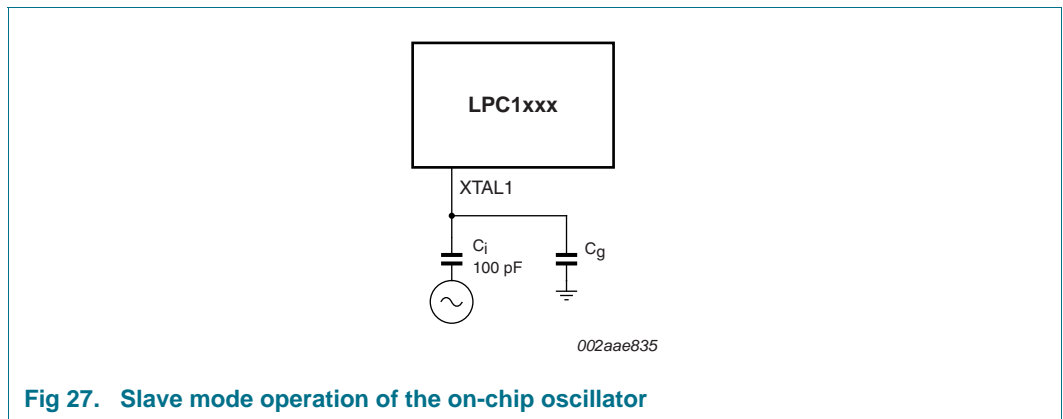 LPC1xxx
XTAL1
Ci
100 pF
Cg
002aae835
Fig 27. Slave mode operation of the on-chip oscillator